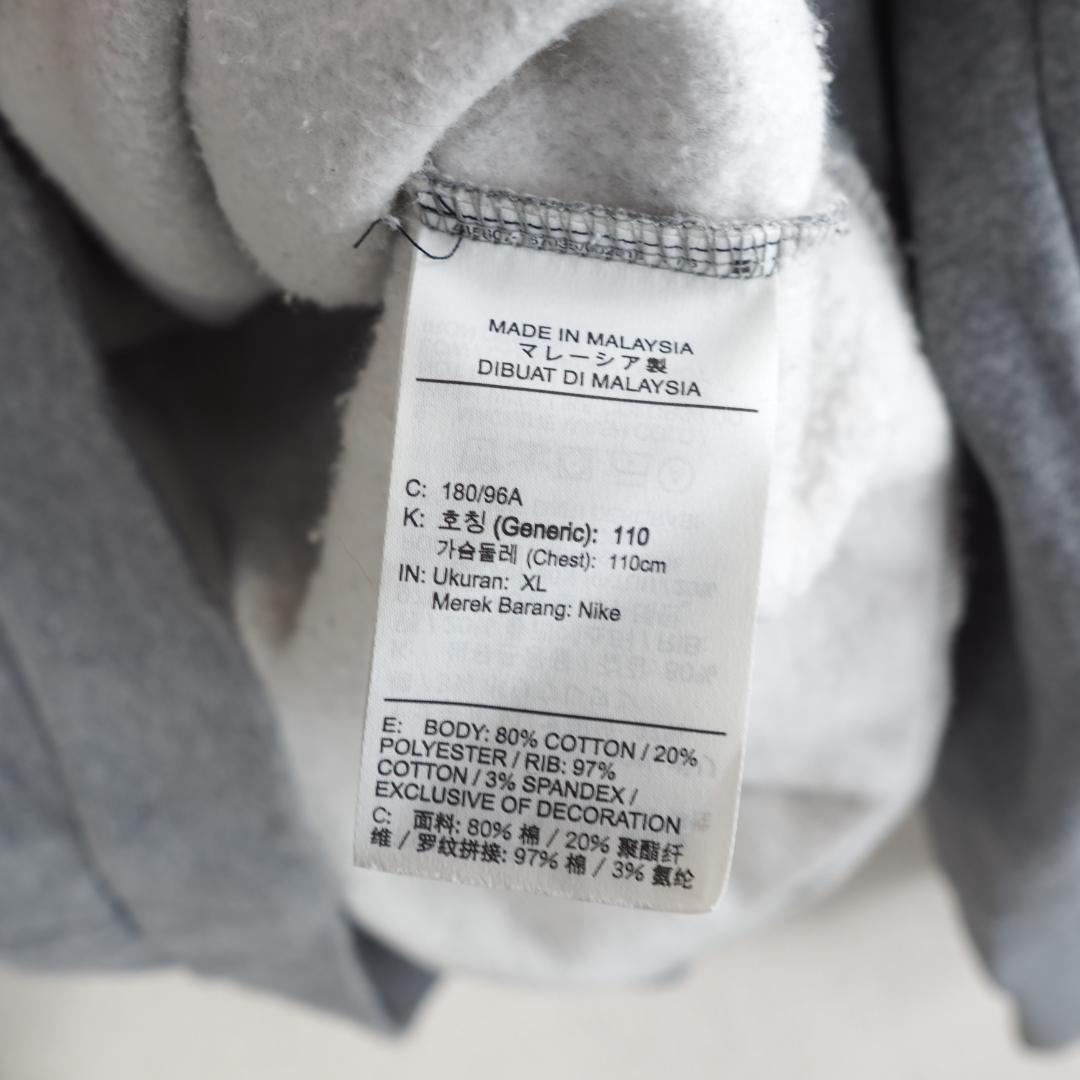 MADE IN MALAYSIA
マレーシア製
DIBUAT DI MALAYSIA
C: 180/96A
K: 호칭 (Generic): 110
가슴둘레 (Chest): 110cm
IN: Ukuran: XL
Merek Barang: Nike
E: BODY: 80% COTTON / 20%
POLYESTER / RIB: 97%
COTTON / 3% SPANDEX /
EXCLUSIVE OF DECORATION
C: 面料: 80% 棉 / 20% 聚酯纤
维 / 罗纹拼接: 97% 棉 / 3% 氨纶